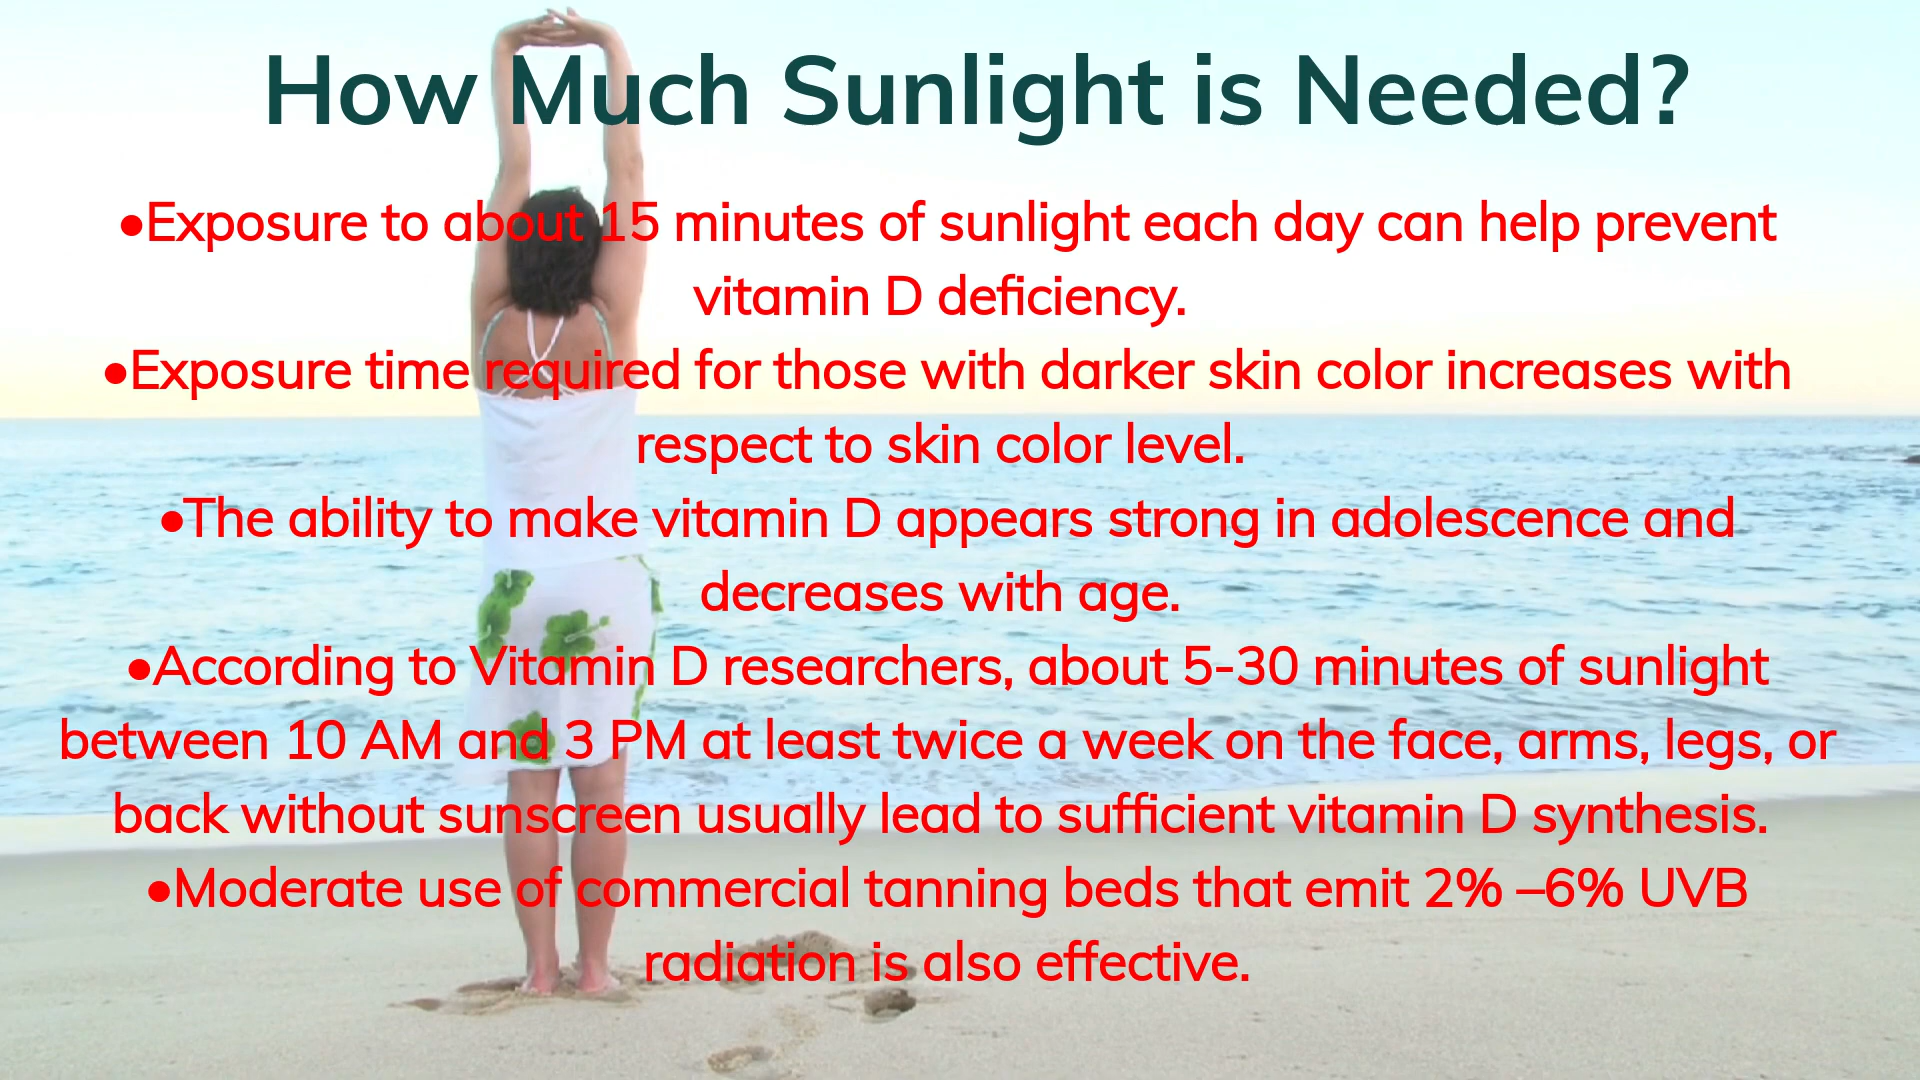 How Much Sunlight is Needed?
•Exposure to about 15 minutes of sunlight each day can help prevent
vitamin D deficiency.
•Exposure time required for those with darker skin color increases with
respect to skin color level.
•The ability to make vitamin D appears strong in adolescence and
decreases with age.
•According to Vitamin D researchers, about 5-30 minutes of sunlight
between 10 AM and 3 PM at least twice a week on the face, arms, legs, or
back without sunscreen usually lead to sufficient vitamin D synthesis.
•Moderate use of commercial tanning beds that emit 2% –6% UVB
radiation is also effective.